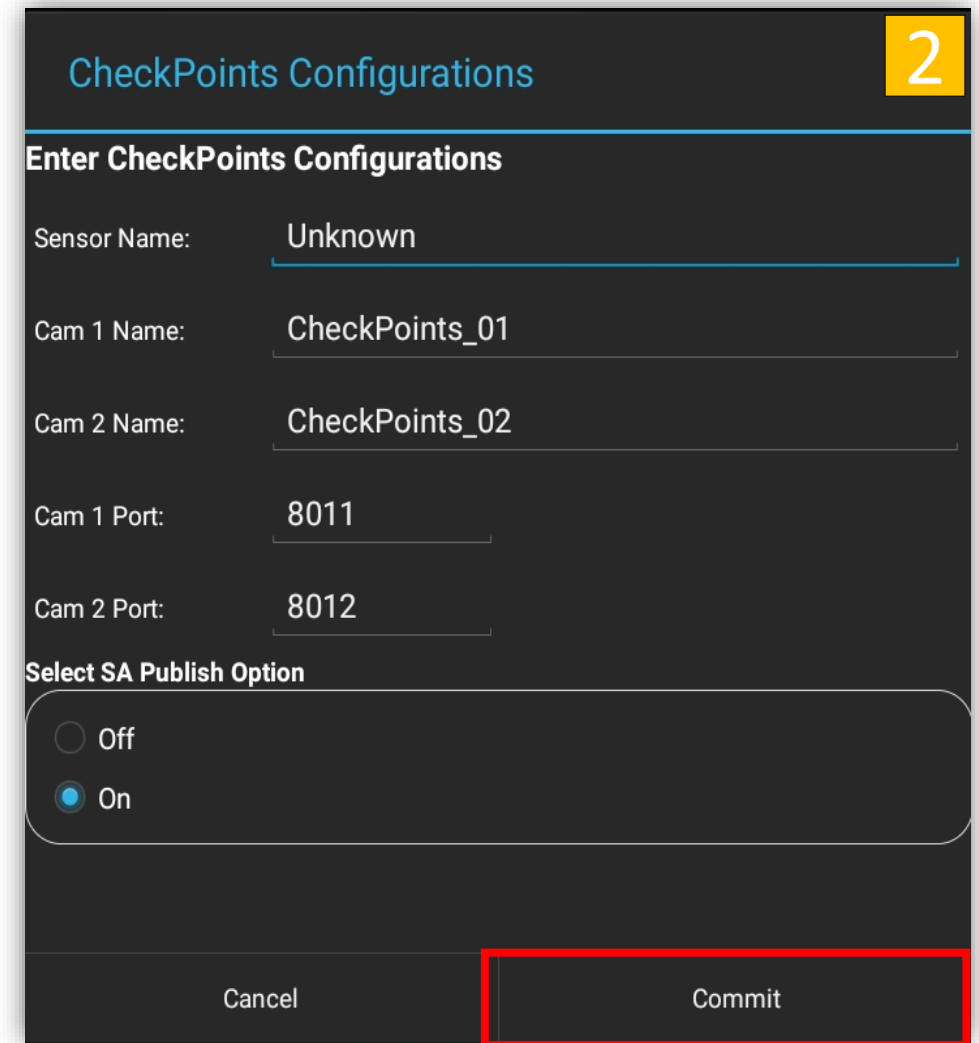 CheckPoints Configurations
2
Enter CheckPoints Configurations
Sensor Name: Unknown
Cam 1 Name: CheckPoints_01
Cam 2 Name: CheckPoints_02
Cam 1 Port: 8011
Cam 2 Port: 8012
Select SA Publish Option
Off
On
Cancel Commit